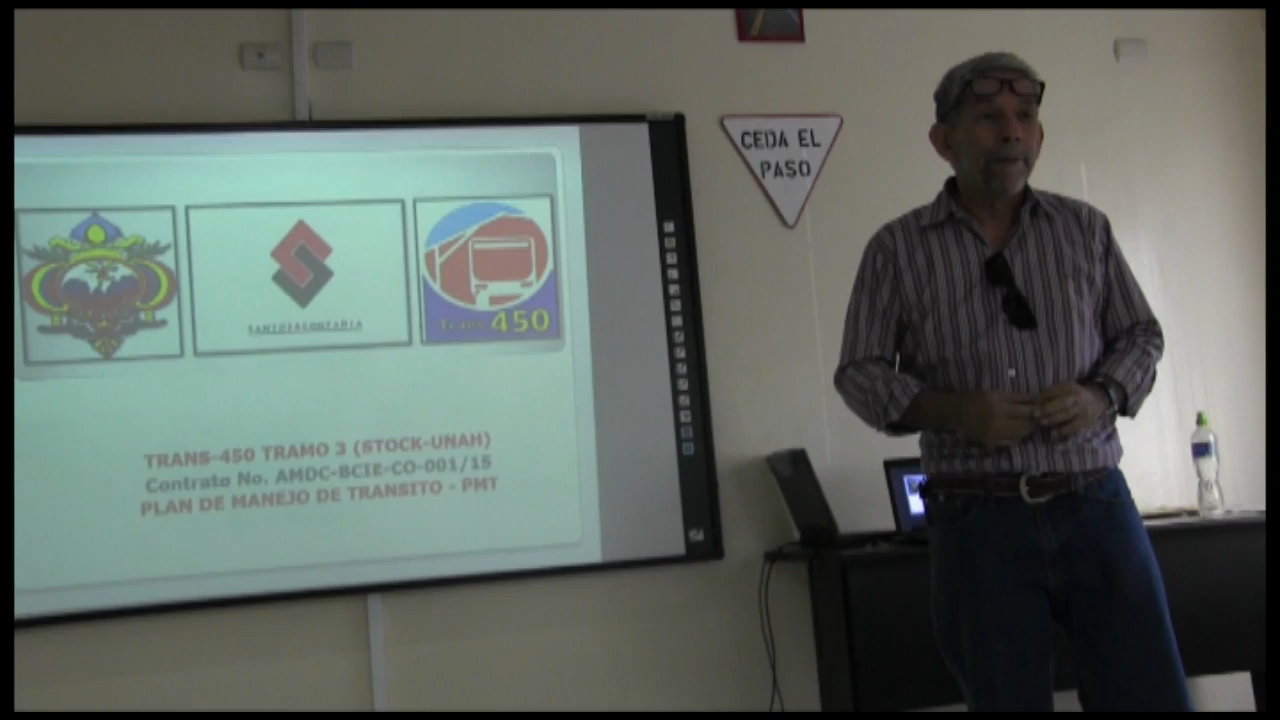 CEDA EL
PASO
SANTOS & COMPAÑIA
Trans 450
TRANS-450 TRAMO 3 (STOCK-UNAH)
Contrato No. AMDC-BCIE-CO-001/15
PLAN DE MANEJO DE TRANSITO - PMT